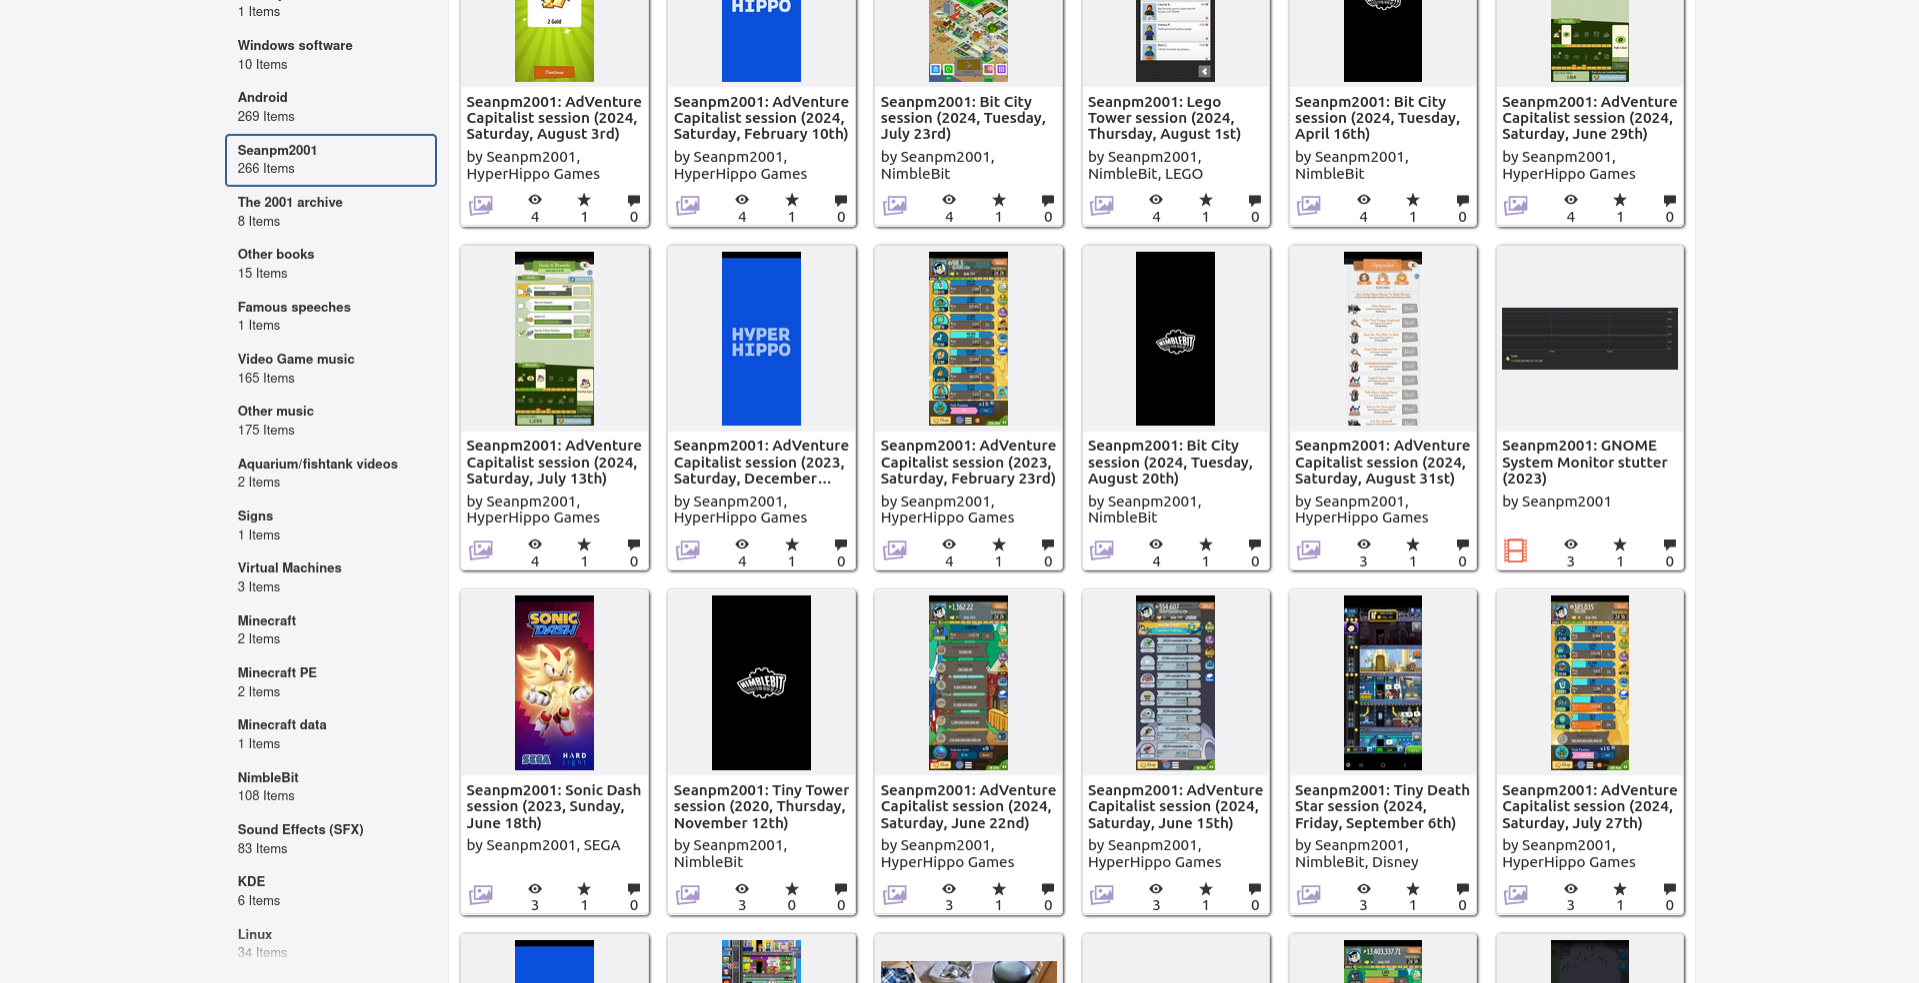 1 Items
Windows software
10 Items
Android
269 Items
Seanpm2001
266 Items
The 2001 archive
8 Items
Other books
15 Items
Famous speeches
1 Items
Video Game music
165 Items
Other music
175 Items
Aquarium/fishtank videos
2 Items
Signs
1 Items
Virtual Machines
3 Items
Minecraft
2 Items
Minecraft PE
2 Items
Minecraft data
1 Items
NimbleBit
108 Items
Sound Effects (SFX)
83 Items
KDE
6 Items
Linux
34 Items
2 Gold
Continue
Seanpm2001: AdVenture
Capitalist session (2024,
Saturday, August 3rd)
by Seanpm2001,
HyperHippo Games
4 1 0
HIPPO
Seanpm2001: AdVenture
Capitalist session (2024,
Saturday, February 10th)
by Seanpm2001,
HyperHippo Games
4 1 0
Seanpm2001: Bit City
session (2024, Tuesday,
July 23rd)
by Seanpm2001,
NimbleBit
4 1 0
Seanpm2001: Lego
Tower session (2024,
Thursday, August 1st)
by Seanpm2001,
NimbleBit, LEGO
4 1 0
Seanpm2001: Bit City
session (2024, Tuesday,
April 16th)
by Seanpm2001,
NimbleBit
4 1 0
Seanpm2001: AdVenture
Capitalist session (2024,
Saturday, June 29th)
by Seanpm2001,
HyperHippo Games
4 1 0
Seanpm2001: AdVenture
Capitalist session (2024,
Saturday, July 13th)
by Seanpm2001,
HyperHippo Games
4 1 0
HYPER
HIPPO
Seanpm2001: AdVenture
Capitalist session (2023,
Saturday, December...
by Seanpm2001,
HyperHippo Games
4 1 0
Seanpm2001: AdVenture
Capitalist session (2023,
Saturday, February 23rd)
by Seanpm2001,
HyperHippo Games
4 1 0
NIMBLEBIT
Seanpm2001: Bit City
session (2024, Tuesday,
August 20th)
by Seanpm2001,
NimbleBit
4 1 0
Upgrades
Seanpm2001: AdVenture
Capitalist session (2024,
Saturday, August 31st)
by Seanpm2001,
HyperHippo Games
3 1 0
Seanpm2001: GNOME
System Monitor stutter
(2023)
by Seanpm2001
3 1 0
SONIC
DASH
SEGA
HARD
light
Seanpm2001: Sonic Dash
session (2023, Sunday,
June 18th)
by Seanpm2001, SEGA
3 1 0
NIMBLEBIT
Seanpm2001: Tiny Tower
session (2020, Thursday,
November 12th)
by Seanpm2001,
NimbleBit
3 0 0
Seanpm2001: AdVenture
Capitalist session (2024,
Saturday, June 22nd)
by Seanpm2001,
HyperHippo Games
3 1 0
Seanpm2001: AdVenture
Capitalist session (2024,
Saturday, June 15th)
by Seanpm2001,
HyperHippo Games
3 1 0
Seanpm2001: Tiny Death
Star session (2024,
Friday, September 6th)
by Seanpm2001,
NimbleBit, Disney
3 1 0
Seanpm2001: AdVenture
Capitalist session (2024,
Saturday, July 27th)
by Seanpm2001,
HyperHippo Games
3 1 0